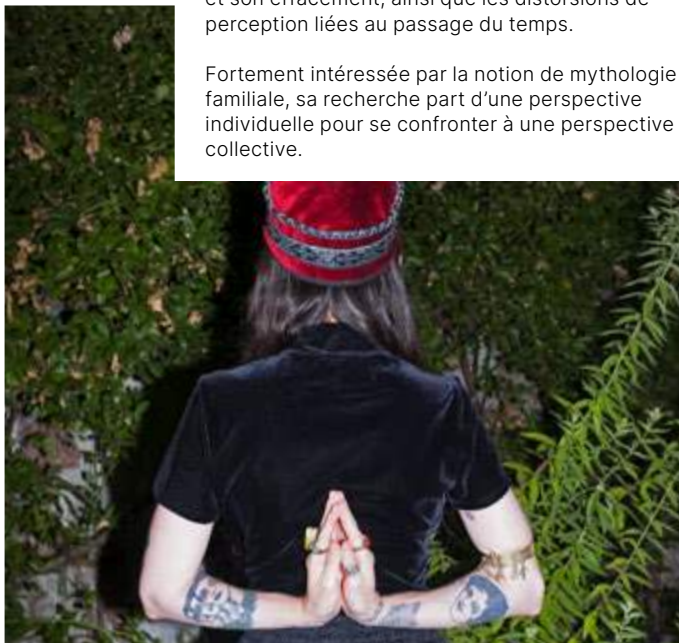 et son effacement, ainsi que les distorsions de
perception liées au passage du temps.
Fortement intéressée par la notion de mythologie
familiale, sa recherche part d’une perspective
individuelle pour se confronter à une perspective
collective.